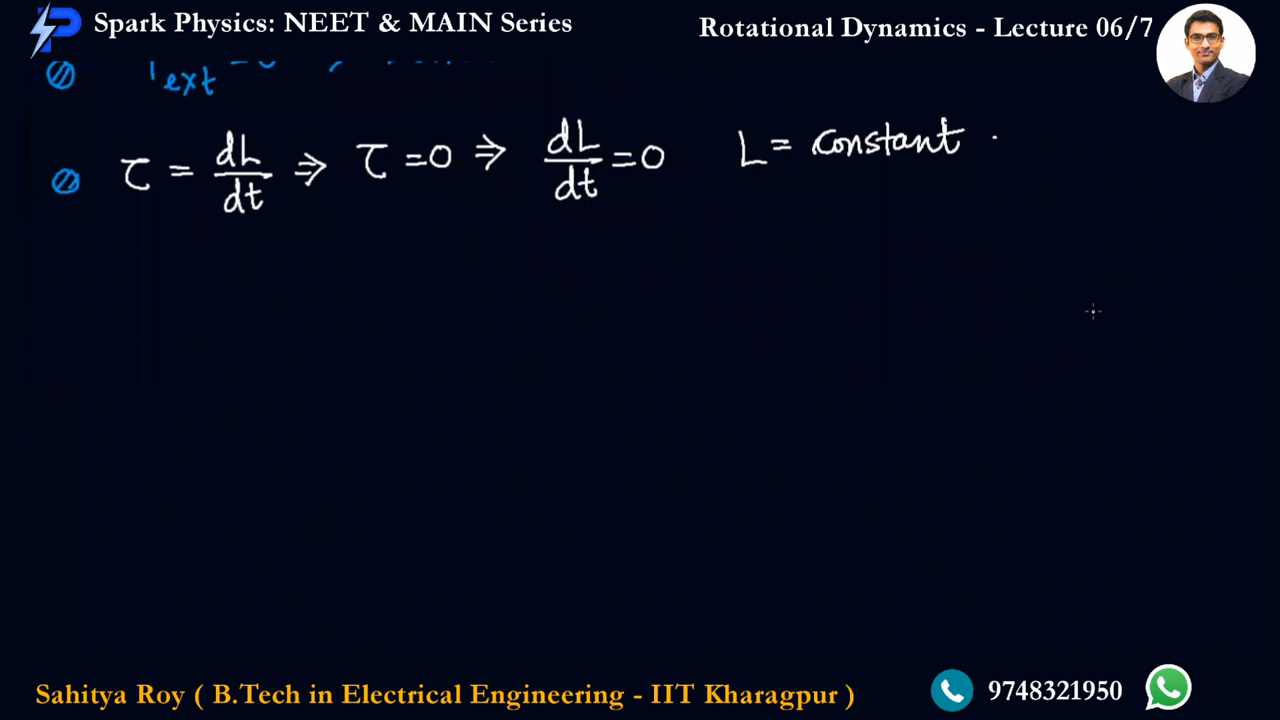 Spark Physics: NEET & MAIN Series
Rotational Dynamics - Lecture 06/7
ext
τ = dL/dt ⇒ τ = 0 ⇒ dL/dt = 0 L = constant .
Sahitya Roy ( B.Tech in Electrical Engineering - IIT Kharagpur )
9748321950